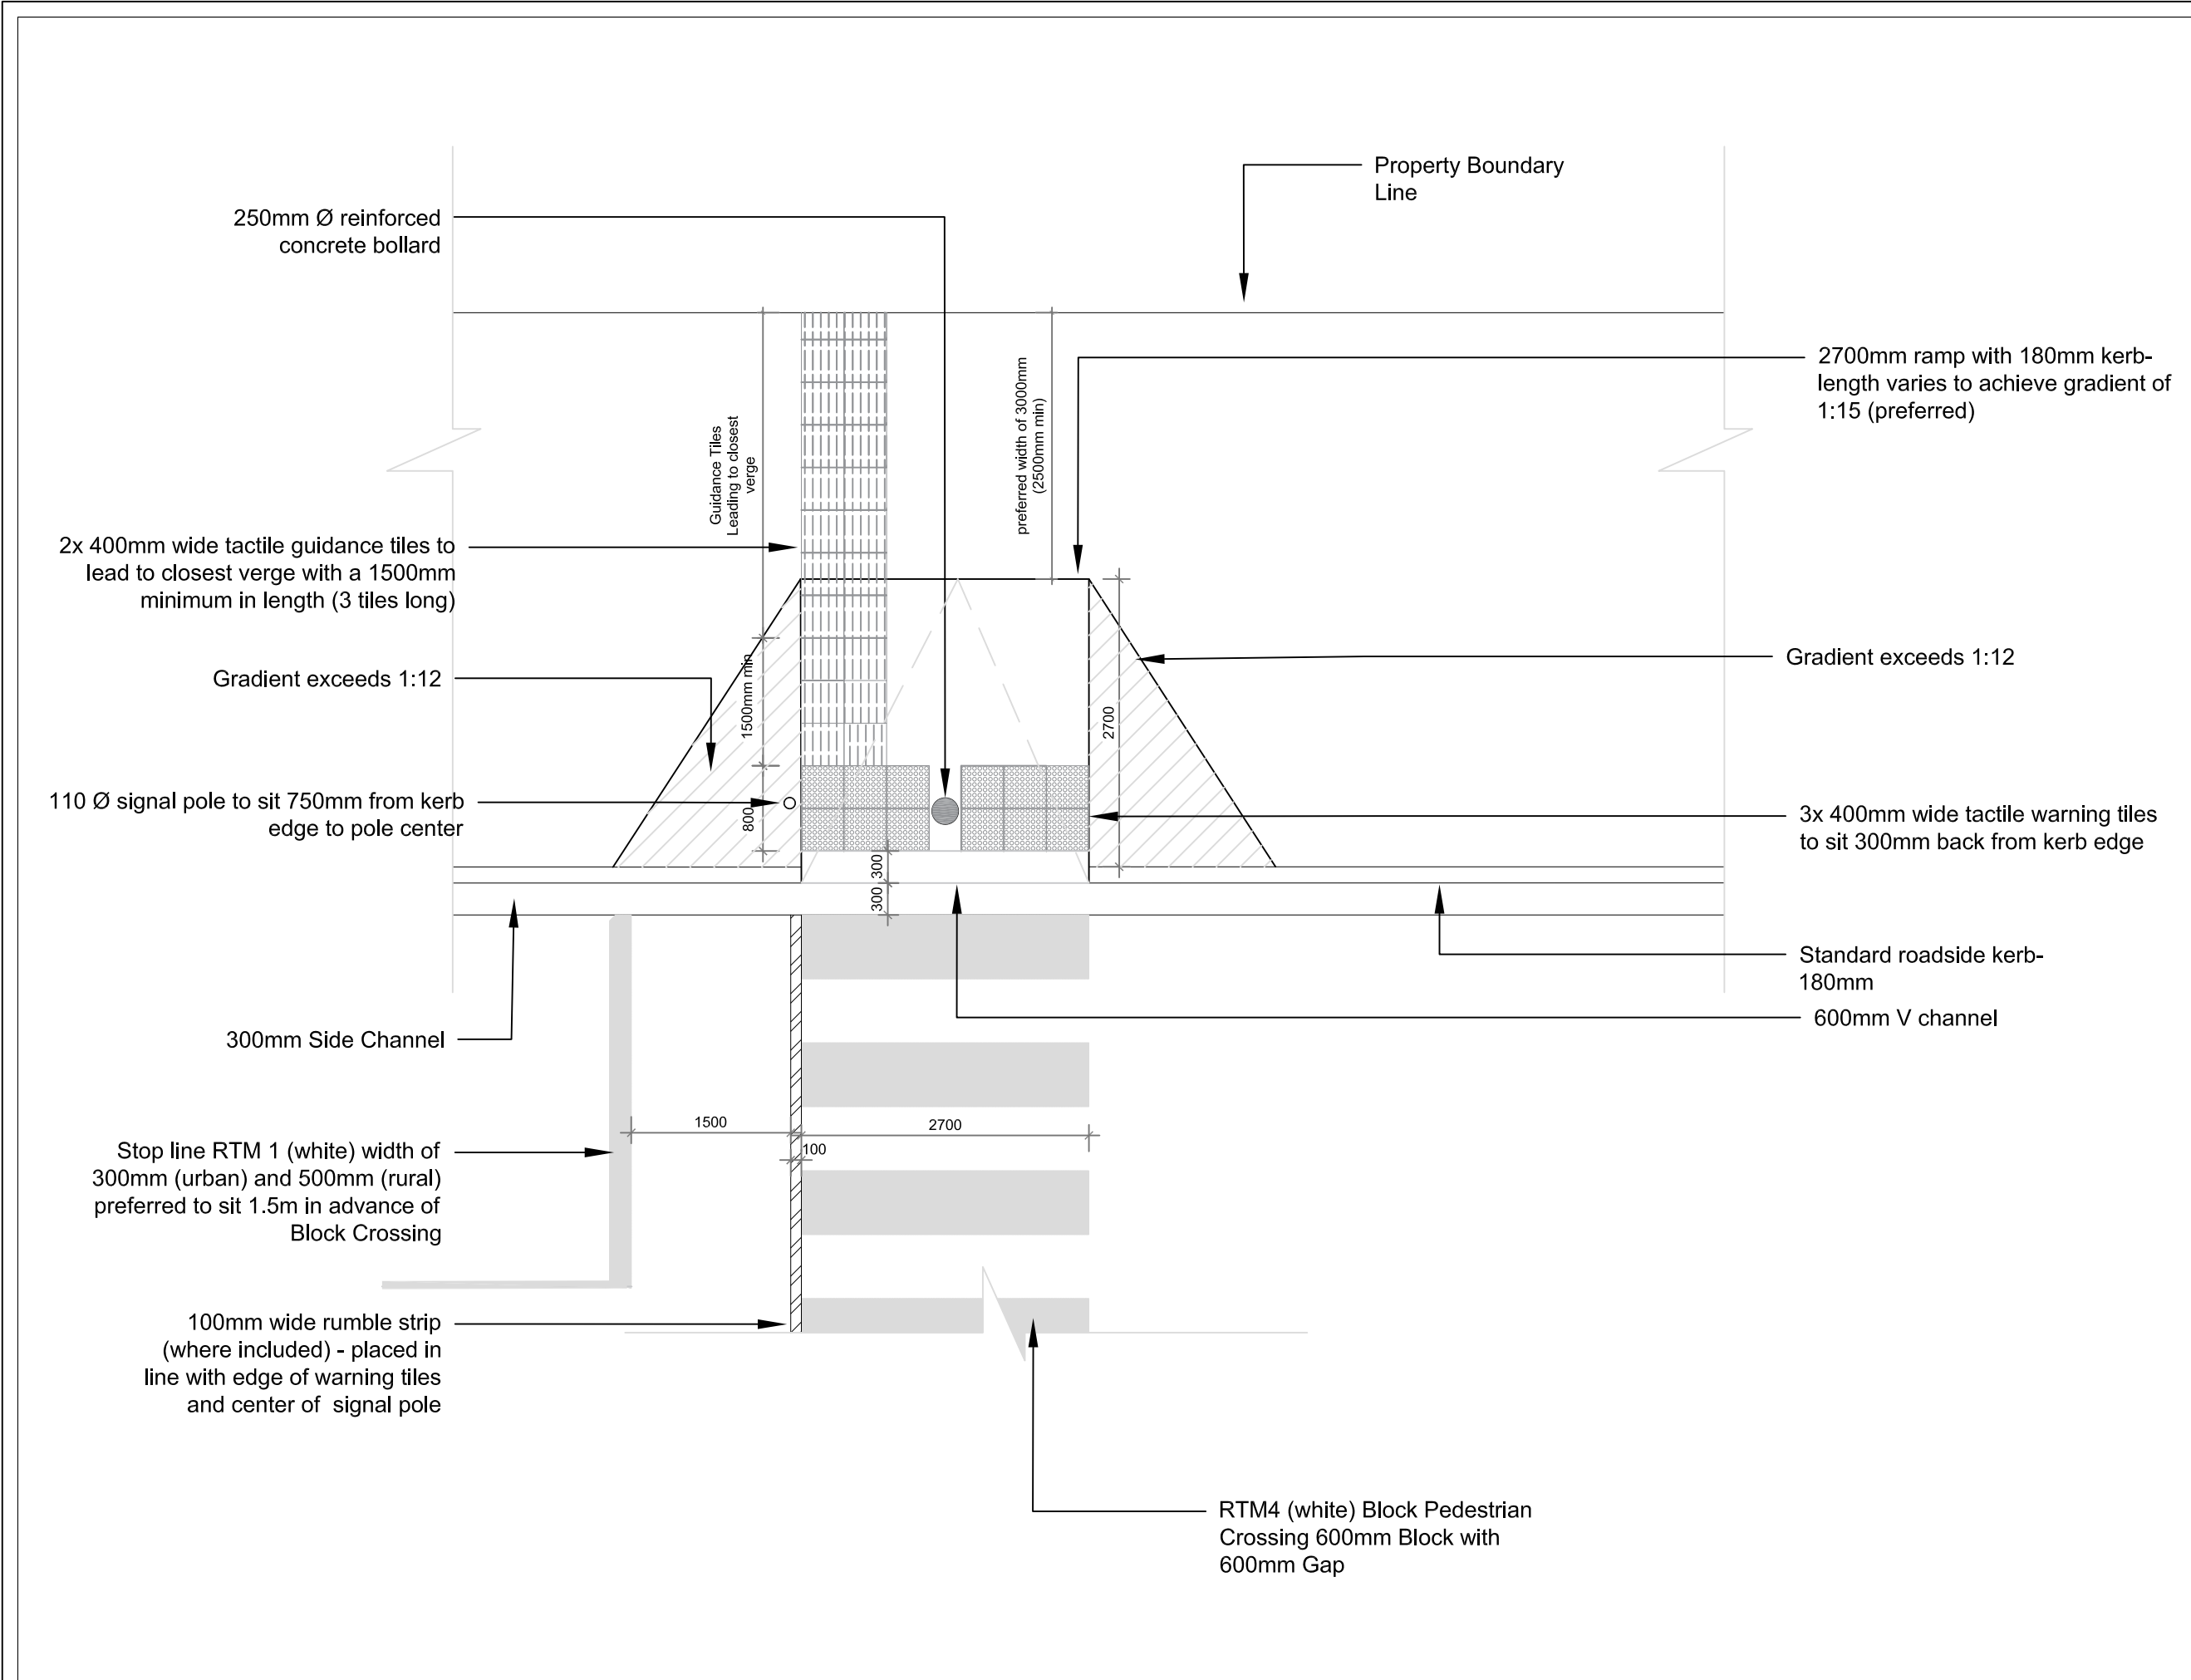 Property Boundary
Line
250mm Ø reinforced
concrete bollard
2700mm ramp with 180mm kerb-
length varies to achieve gradient of
1:15 (preferred)
Guidance Tiles
Leading to closest
verge
preferred width of 3000mm
(2500mm min)
2x 400mm wide tactile guidance tiles to
lead to closest verge with a 1500mm
minimum in length (3 tiles long)
Gradient exceeds 1:12
Gradient exceeds 1:12
1500mm min
2700
110 Ø signal pole to sit 750mm from kerb
edge to pole center
800
3x 400mm wide tactile warning tiles
to sit 300mm back from kerb edge
300
300
Standard roadside kerb-
180mm
600mm V channel
300mm Side Channel
1500
2700
100
Stop line RTM 1 (white) width of
300mm (urban) and 500mm (rural)
preferred to sit 1.5m in advance of
Block Crossing
100mm wide rumble strip
(where included) - placed in
line with edge of warning tiles
and center of signal pole
RTM4 (white) Block Pedestrian
Crossing 600mm Block with
600mm Gap